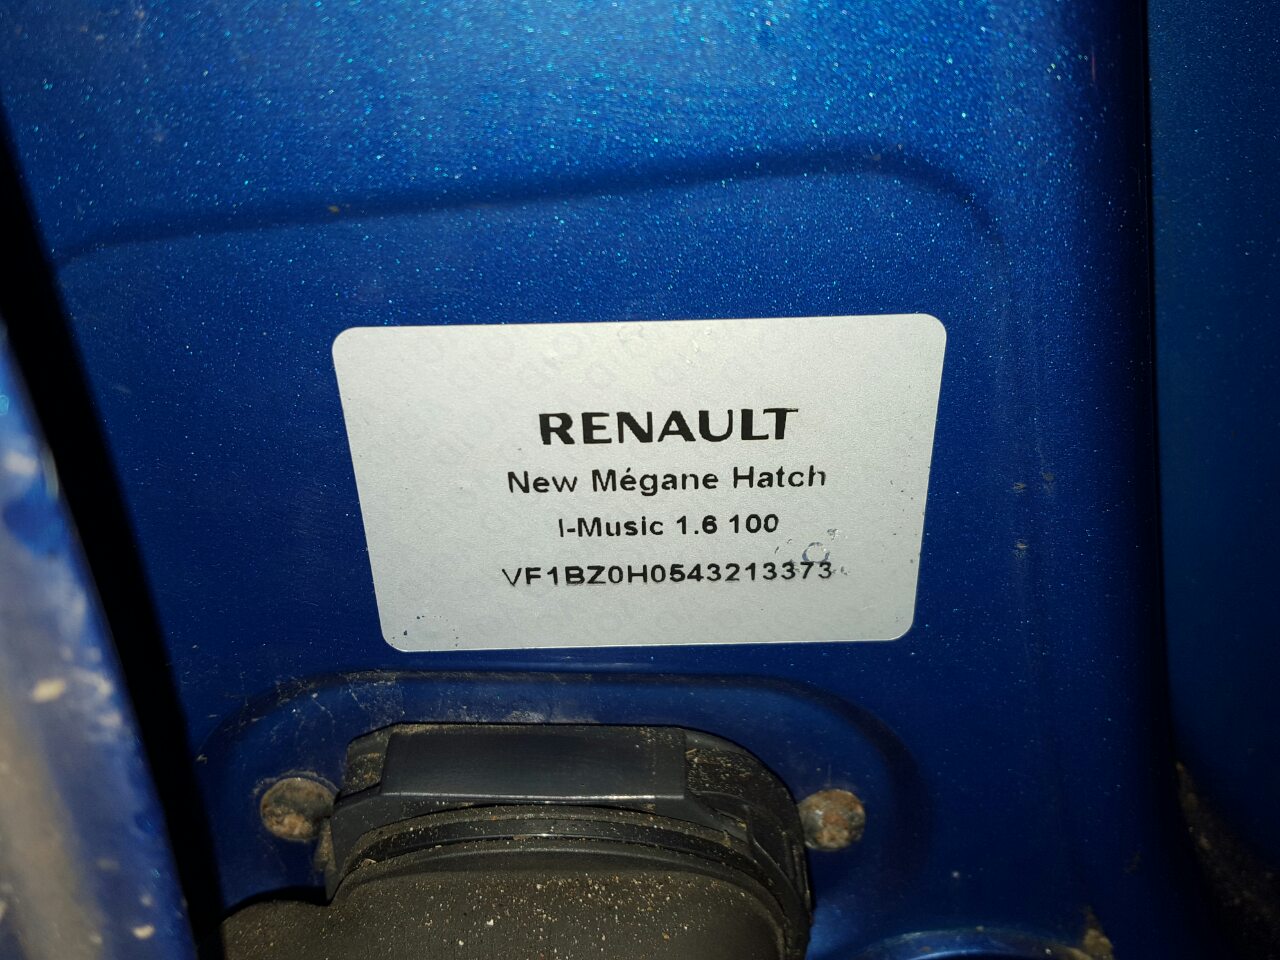 RENAULT
New Mégane Hatch
I-Music 1.6 100
VF1BZ0H0543213373